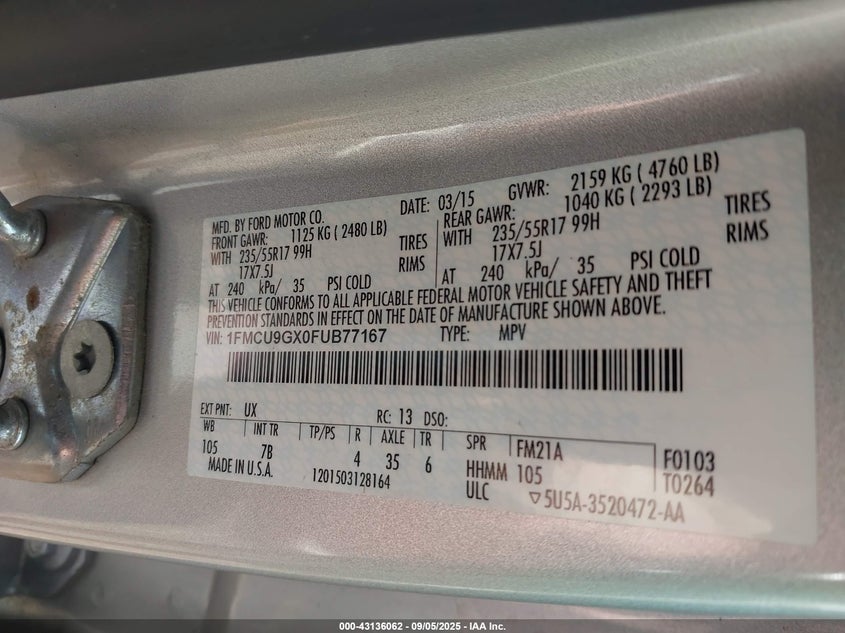 MFD. BY FORD MOTOR CO. DATE: 03/15 GVWR: 2159 KG ( 4760 LB)
FRONT GAWR: 1125 KG ( 2480 LB) REAR GAWR: 1040 KG ( 2293 LB)
WITH 235/55R17 99H TIRES WITH 235/55R17 99H TIRES
17X7.5J RIMS 17X7.5J RIMS
AT 240 kPa/ 35 PSI COLD AT 240 kPa/ 35 PSI COLD
THIS VEHICLE CONFORMS TO ALL APPLICABLE FEDERAL MOTOR VEHICLE SAFETY AND THEFT
PREVENTION STANDARDS IN EFFECT ON THE DATE OF MANUFACTURE SHOWN ABOVE.
VIN: 1FMCU9GX0FUB77167 TYPE: MPV
EXT PNT: UX RC: 13 DSO:
WB INT TR TP/PS R AXLE TR SPR FM21A F0103
105 7B 4 35 6 HHMM 105 T0264
MADE IN U.S.A. 1201503128164 ULC ▽5U5A-3520472-AA
000-43136062 - 09/05/2025 - IAA Inc.